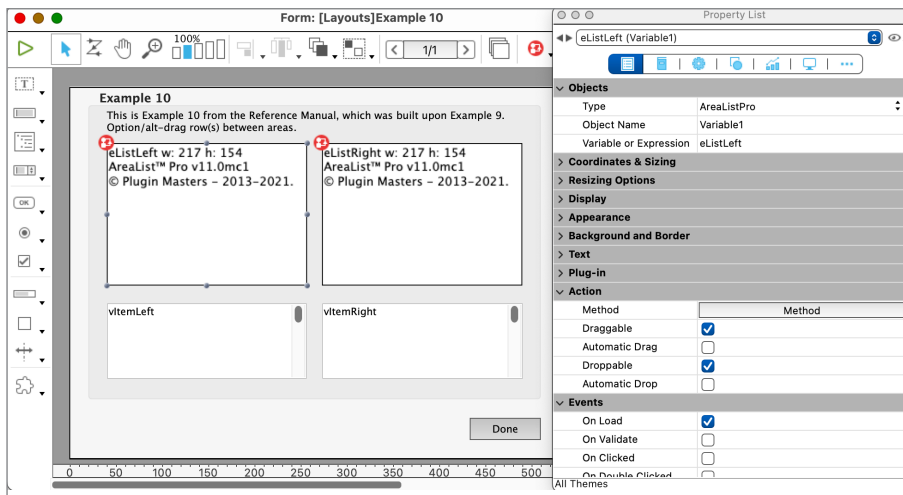 Form: [Layouts]Example 10
100%
1/1
Example 10
This is Example 10 from the Reference Manual, which was built upon Example 9.
Option/alt-drag row(s) between areas.
eListLeft w: 217 h: 154
AreaList™ Pro v11.0mc1
© Plugin Masters – 2013-2021.
eListRight w: 217 h: 154
AreaList™ Pro v11.0mc1
© Plugin Masters – 2013-2021.
vItemLeft
vItemRight
Done
T
OK
0 50 100 150 200 250 300 350 400 450 500
Property List
eListLeft (Variable1)
Objects
Type AreaListPro
Object Name Variable1
Variable or Expression eListLeft
Coordinates & Sizing
Resizing Options
Display
Appearance
Background and Border
Text
Plug-in
Action
Method Method
Draggable
Automatic Drag
Droppable
Automatic Drop
Events
On Load
On Validate
On Clicked
On Double Clicked
All Themes